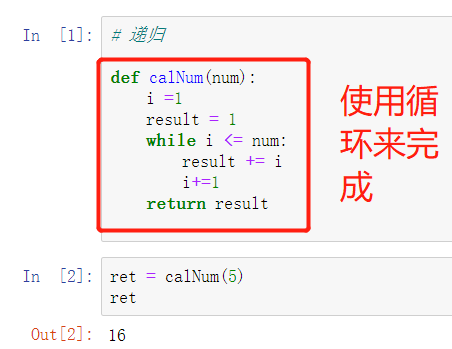 In [1]: # 递归
def calNum(num):
    i =1
    result = 1
    while i <= num:
        result += i
        i+=1
    return result
使用循
环来完
成
In [2]: ret = calNum(5)
ret
Out[2]: 16